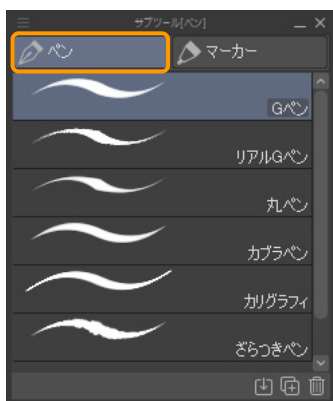 サブツール[ペン]
ペン
マーカー
Gペン
リアルGペン
丸ペン
カブラペン
カリグラフィ
ざらつきペン